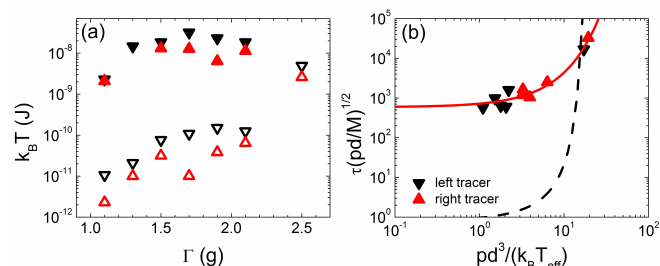 (a)
k_B T (J)
10^-8
10^-9
10^-10
10^-11
10^-12
1.0 1.5 2.0 2.5
Γ (g)
(b)
τ(pd/M)^1/2
10^5
10^4
10^3
10^2
10^1
10^0
left tracer
right tracer
10^-1 10^0 10^1 10^2
pd^3/(k_B T_eff)